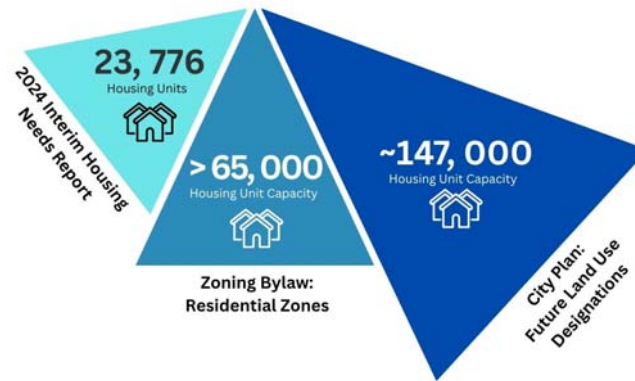 23, 776
Housing Units
2024 Interim Housing
Needs Report
> 65,000
Housing Unit Capacity
Zoning Bylaw:
Residential Zones
~147, 000
Housing Unit Capacity
City Plan:
Future Land Use
Designations